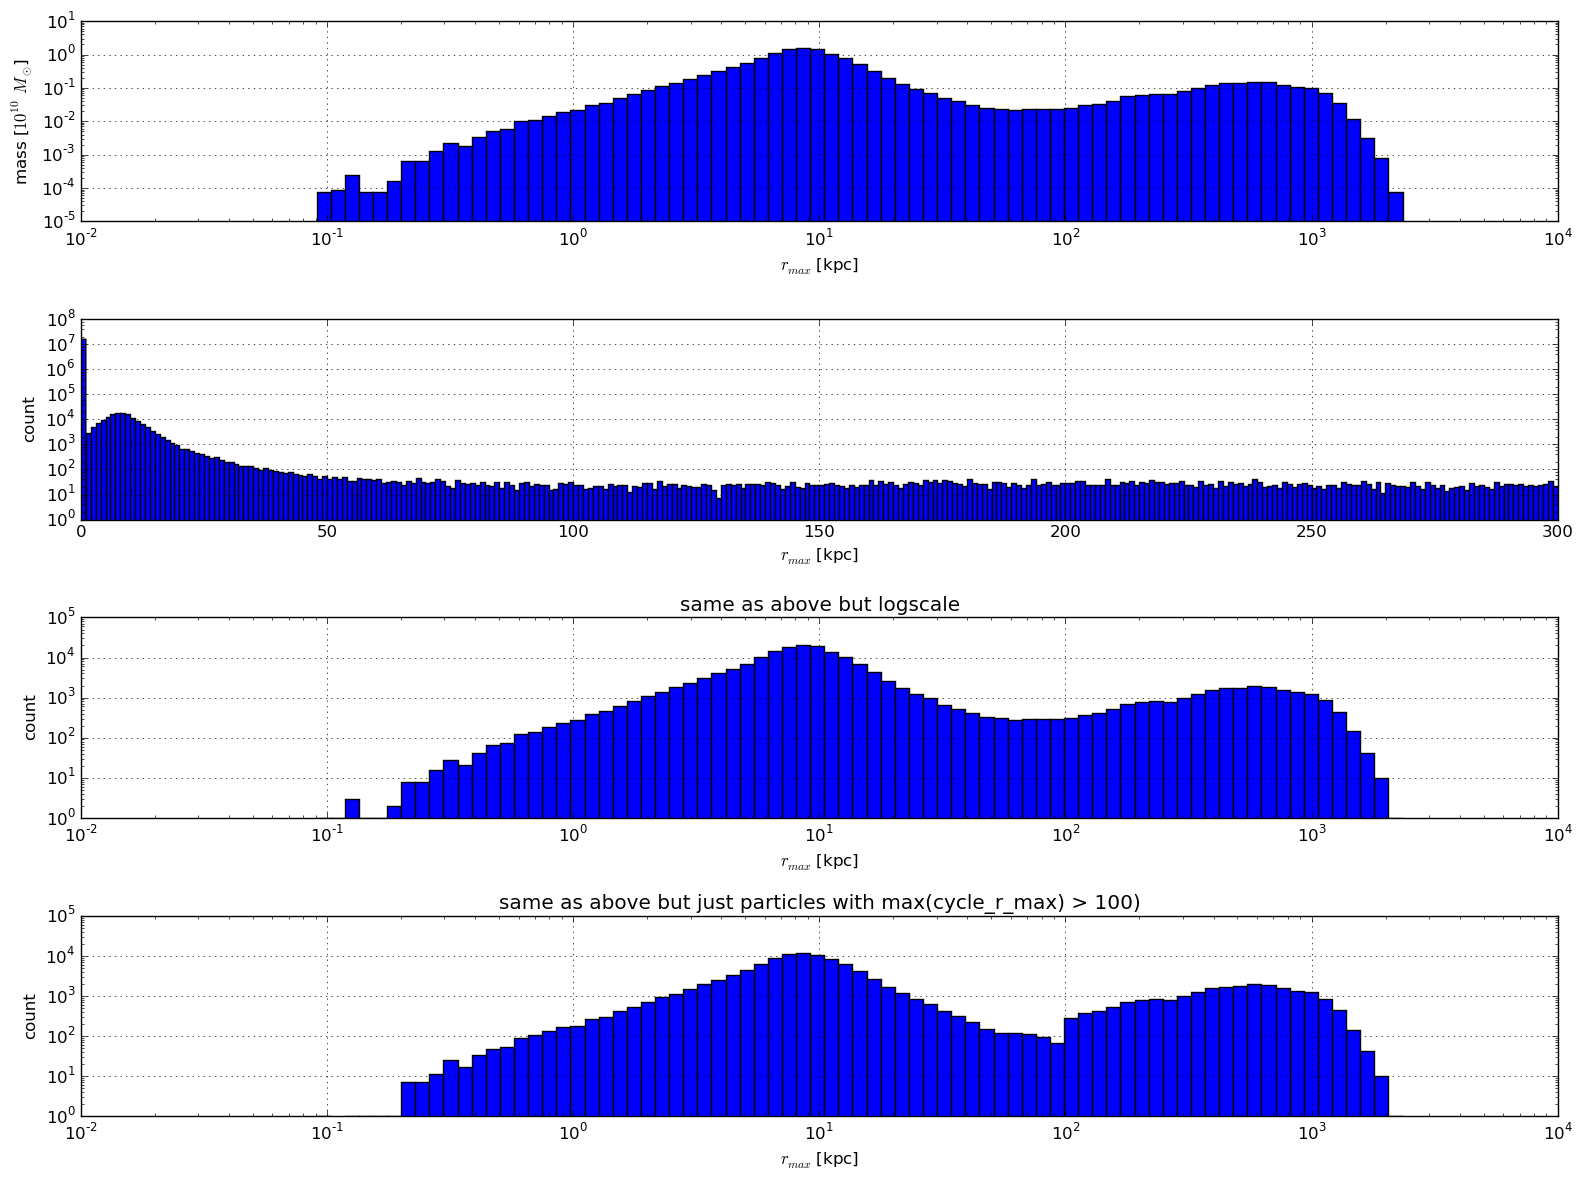 10^1
10^0
10^-1
10^-2
10^-3
10^-4
10^-5
mass [10^10 M_⊙]
10^-2 10^-1 10^0 10^1 10^2 10^3 10^4
r_max [kpc]
10^8
10^7
10^6
10^5
10^4
10^3
10^2
10^1
10^0
count
0 50 100 150 200 250 300
r_max [kpc]
same as above but logscale
10^5
10^4
10^3
10^2
10^1
10^0
count
10^-2 10^-1 10^0 10^1 10^2 10^3 10^4
r_max [kpc]
same as above but just particles with max(cycle_r_max) > 100)
10^5
10^4
10^3
10^2
10^1
10^0
count
10^-2 10^-1 10^0 10^1 10^2 10^3 10^4
r_max [kpc]